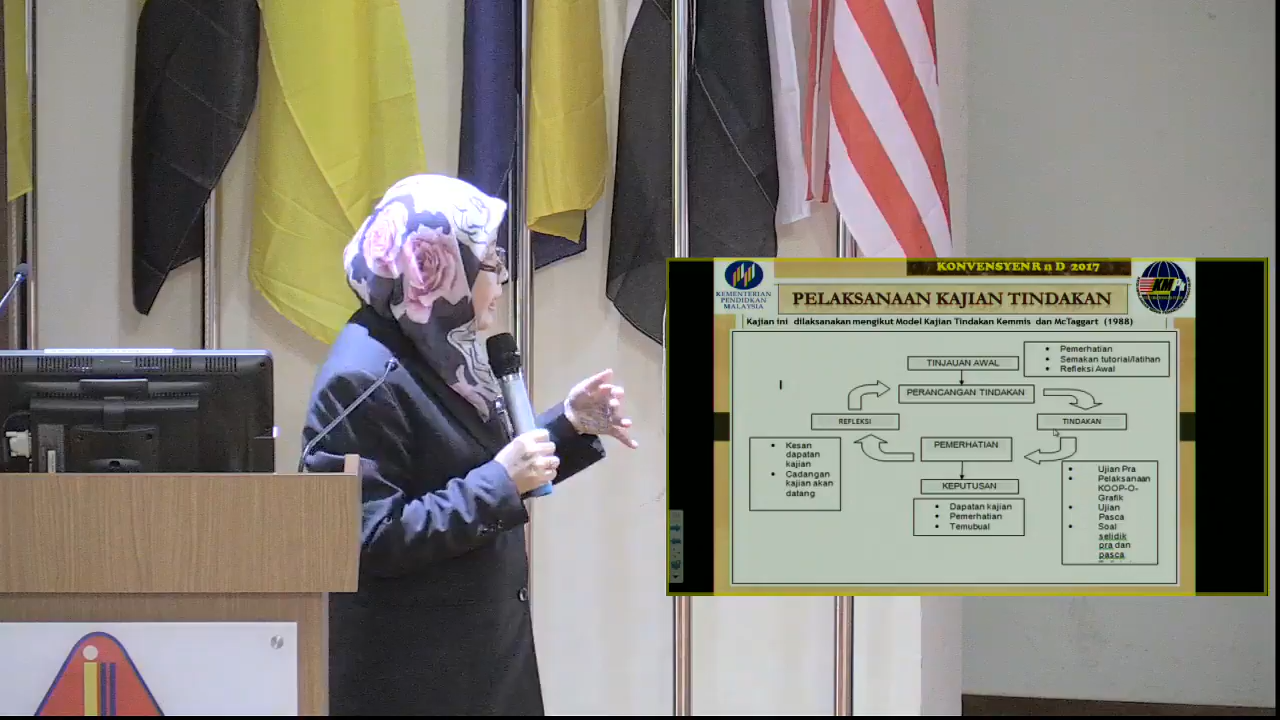 KONVENSYEN R n D 2017
KEMENTERIAN
PENDIDIKAN
MALAYSIA
PELAKSANAAN KAJIAN TINDAKAN
Kajian ini dilaksanakan mengikut Model Kajian Tindakan Kemmis dan McTaggart (1988)
TINJAUAN AWAL
• Pemerhatian
• Semakan tutorial/latihan
• Refleksi Awal
PERANCANGAN TINDAKAN
REFLEKSI
TINDAKAN
• Kesan
dapatan
kajian
• Cadangan
kajian akan
datang
PEMERHATIAN
KEPUTUSAN
• Dapatan kajian
• Pemerhatian
• Temubual
• Ujian Pra
• Pelaksanaan
KOOP-O-
Grafik
• Ujian
Pasca
• Soal
selidik
pra dan
pasca